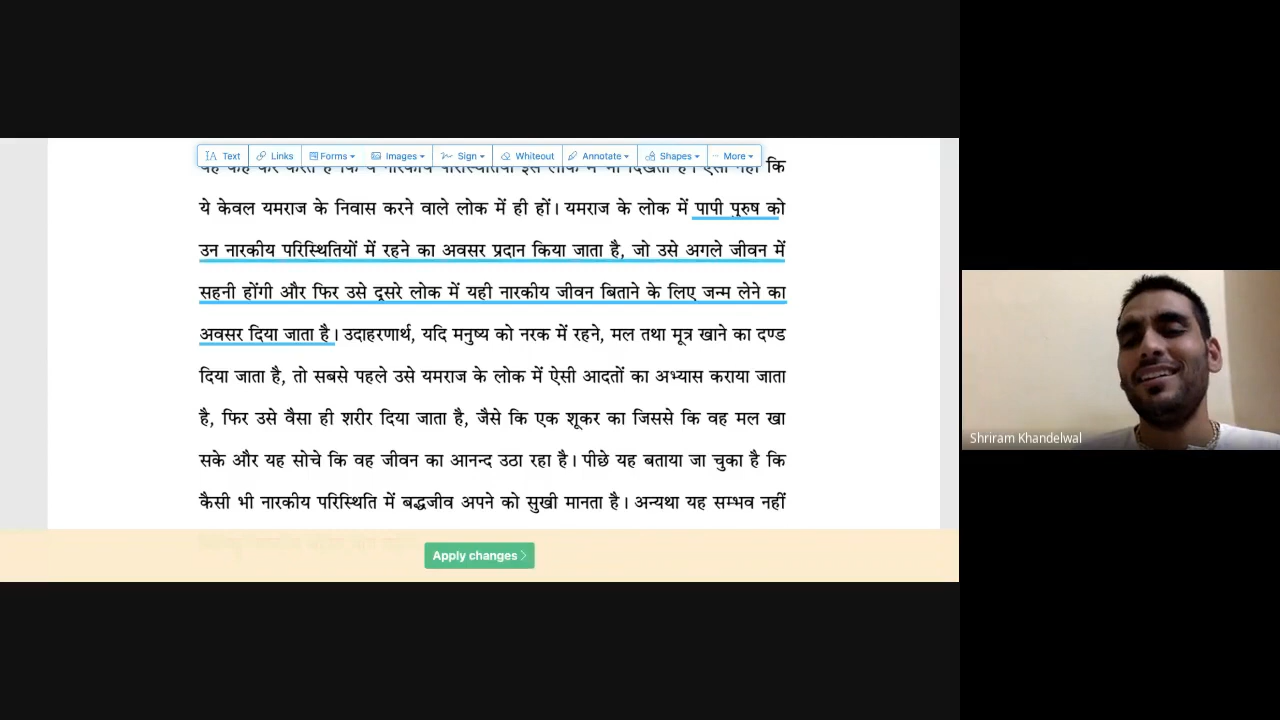 Text Links Forms Images Sign Whiteout Annotate Shapes More
कि
ये केवल यमराज के निवास करने वाले लोक में ही हों। यमराज के लोक में पापी पुरुष को
उन नारकीय परिस्थितियों में रहने का अवसर प्रदान किया जाता है, जो उसे अगले जीवन में
सहनी होंगी और फिर उसे दूसरे लोक में यही नारकीय जीवन बिताने के लिए जन्म लेने का
अवसर दिया जाता है। उदाहरणार्थ, यदि मनुष्य को नरक में रहने, मल तथा मूत्र खाने का दण्ड
दिया जाता है, तो सबसे पहले उसे यमराज के लोक में ऐसी आदतों का अभ्यास कराया जाता
है, फिर उसे वैसा ही शरीर दिया जाता है, जैसे कि एक शूकर का जिससे कि वह मल खा
सके और यह सोचे कि वह जीवन का आनन्द उठा रहा है। पीछे यह बताया जा चुका है कि
कैसी भी नारकीय परिस्थिति में बद्धजीव अपने को सुखी मानता है। अन्यथा यह सम्भव नहीं
Apply changes
Shriram Khandelwal